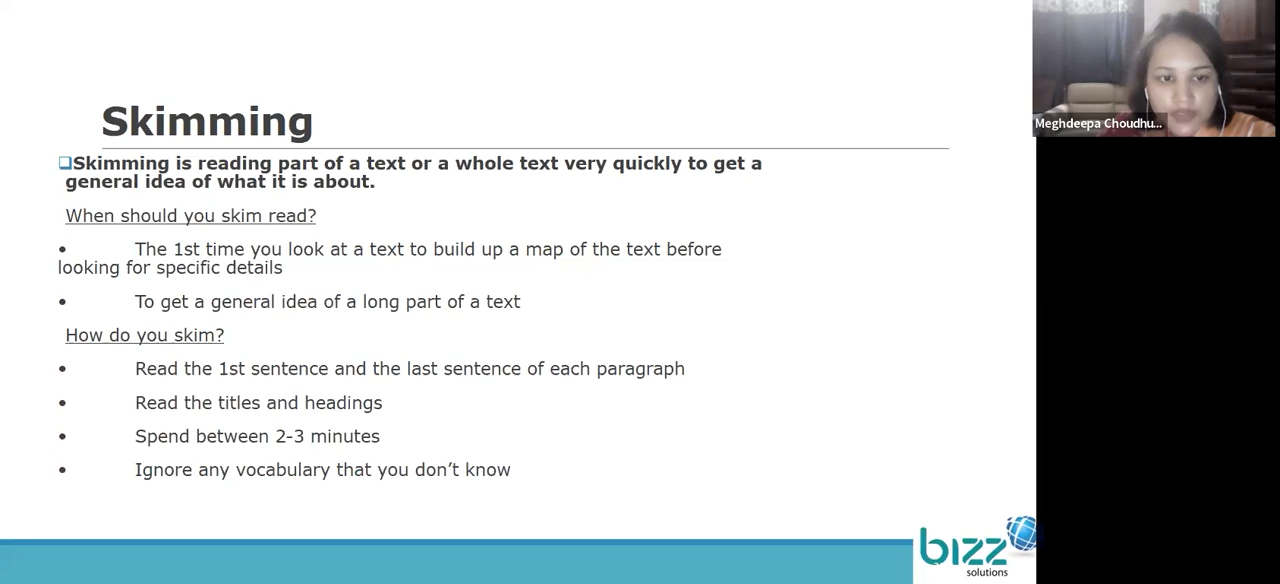 Skimming
❑Skimming is reading part of a text or a whole text very quickly to get a
general idea of what it is about.
When should you skim read?
• The 1st time you look at a text to build up a map of the text before
looking for specific details
• To get a general idea of a long part of a text
How do you skim?
• Read the 1st sentence and the last sentence of each paragraph
• Read the titles and headings
• Spend between 2-3 minutes
• Ignore any vocabulary that you don’t know
Meghdeepa Choudhu...
bizz
solutions